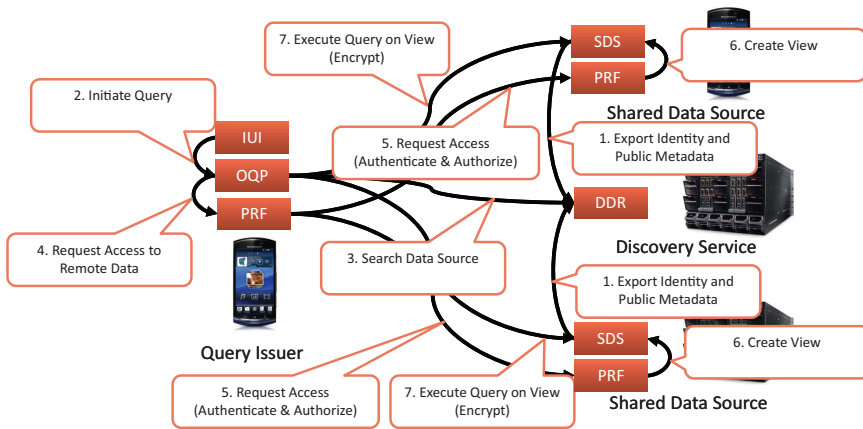 7. Execute Query on View
(Encrypt)
SDS
PRF
6. Create View
Shared Data Source
2. Initiate Query
IUI
OQP
PRF
5. Request Access
(Authenticate & Authorize)
1. Export Identity and
Public Metadata
DDR
Discovery Service
4. Request Access to
Remote Data
3. Search Data Source
1. Export Identity and
Public Metadata
Query Issuer
SDS
PRF
6. Create View
Shared Data Source
5. Request Access
(Authenticate & Authorize)
7. Execute Query on View
(Encrypt)